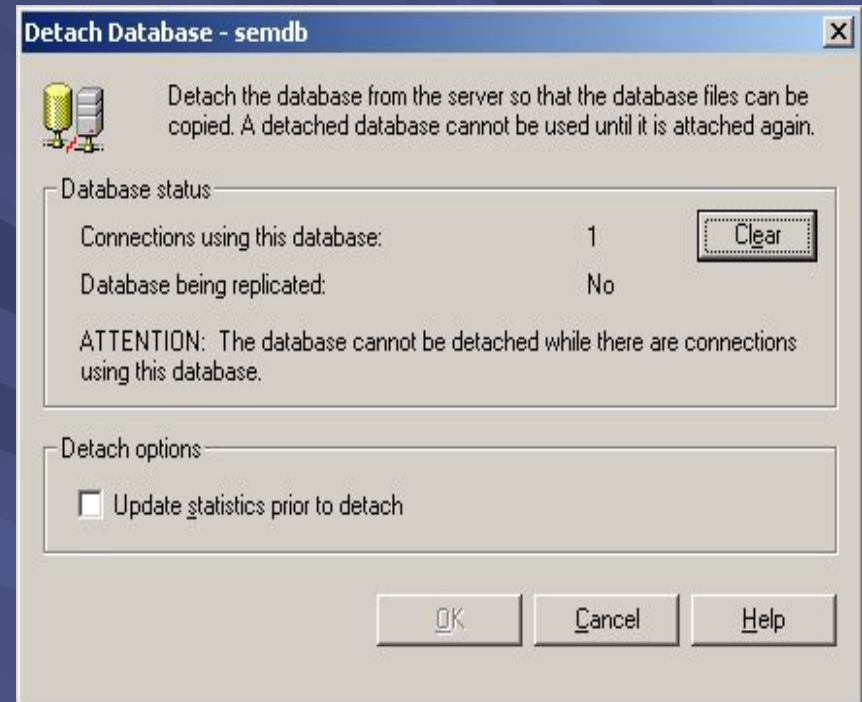 Detach Database - semdb
Detach the database from the server so that the database files can be
copied. A detached database cannot be used until it is attached again.
Database status
Connections using this database: 1 Clear
Database being replicated: No
ATTENTION: The database cannot be detached while there are connections
using this database.
Detach options
Update statistics prior to detach
OK Cancel Help